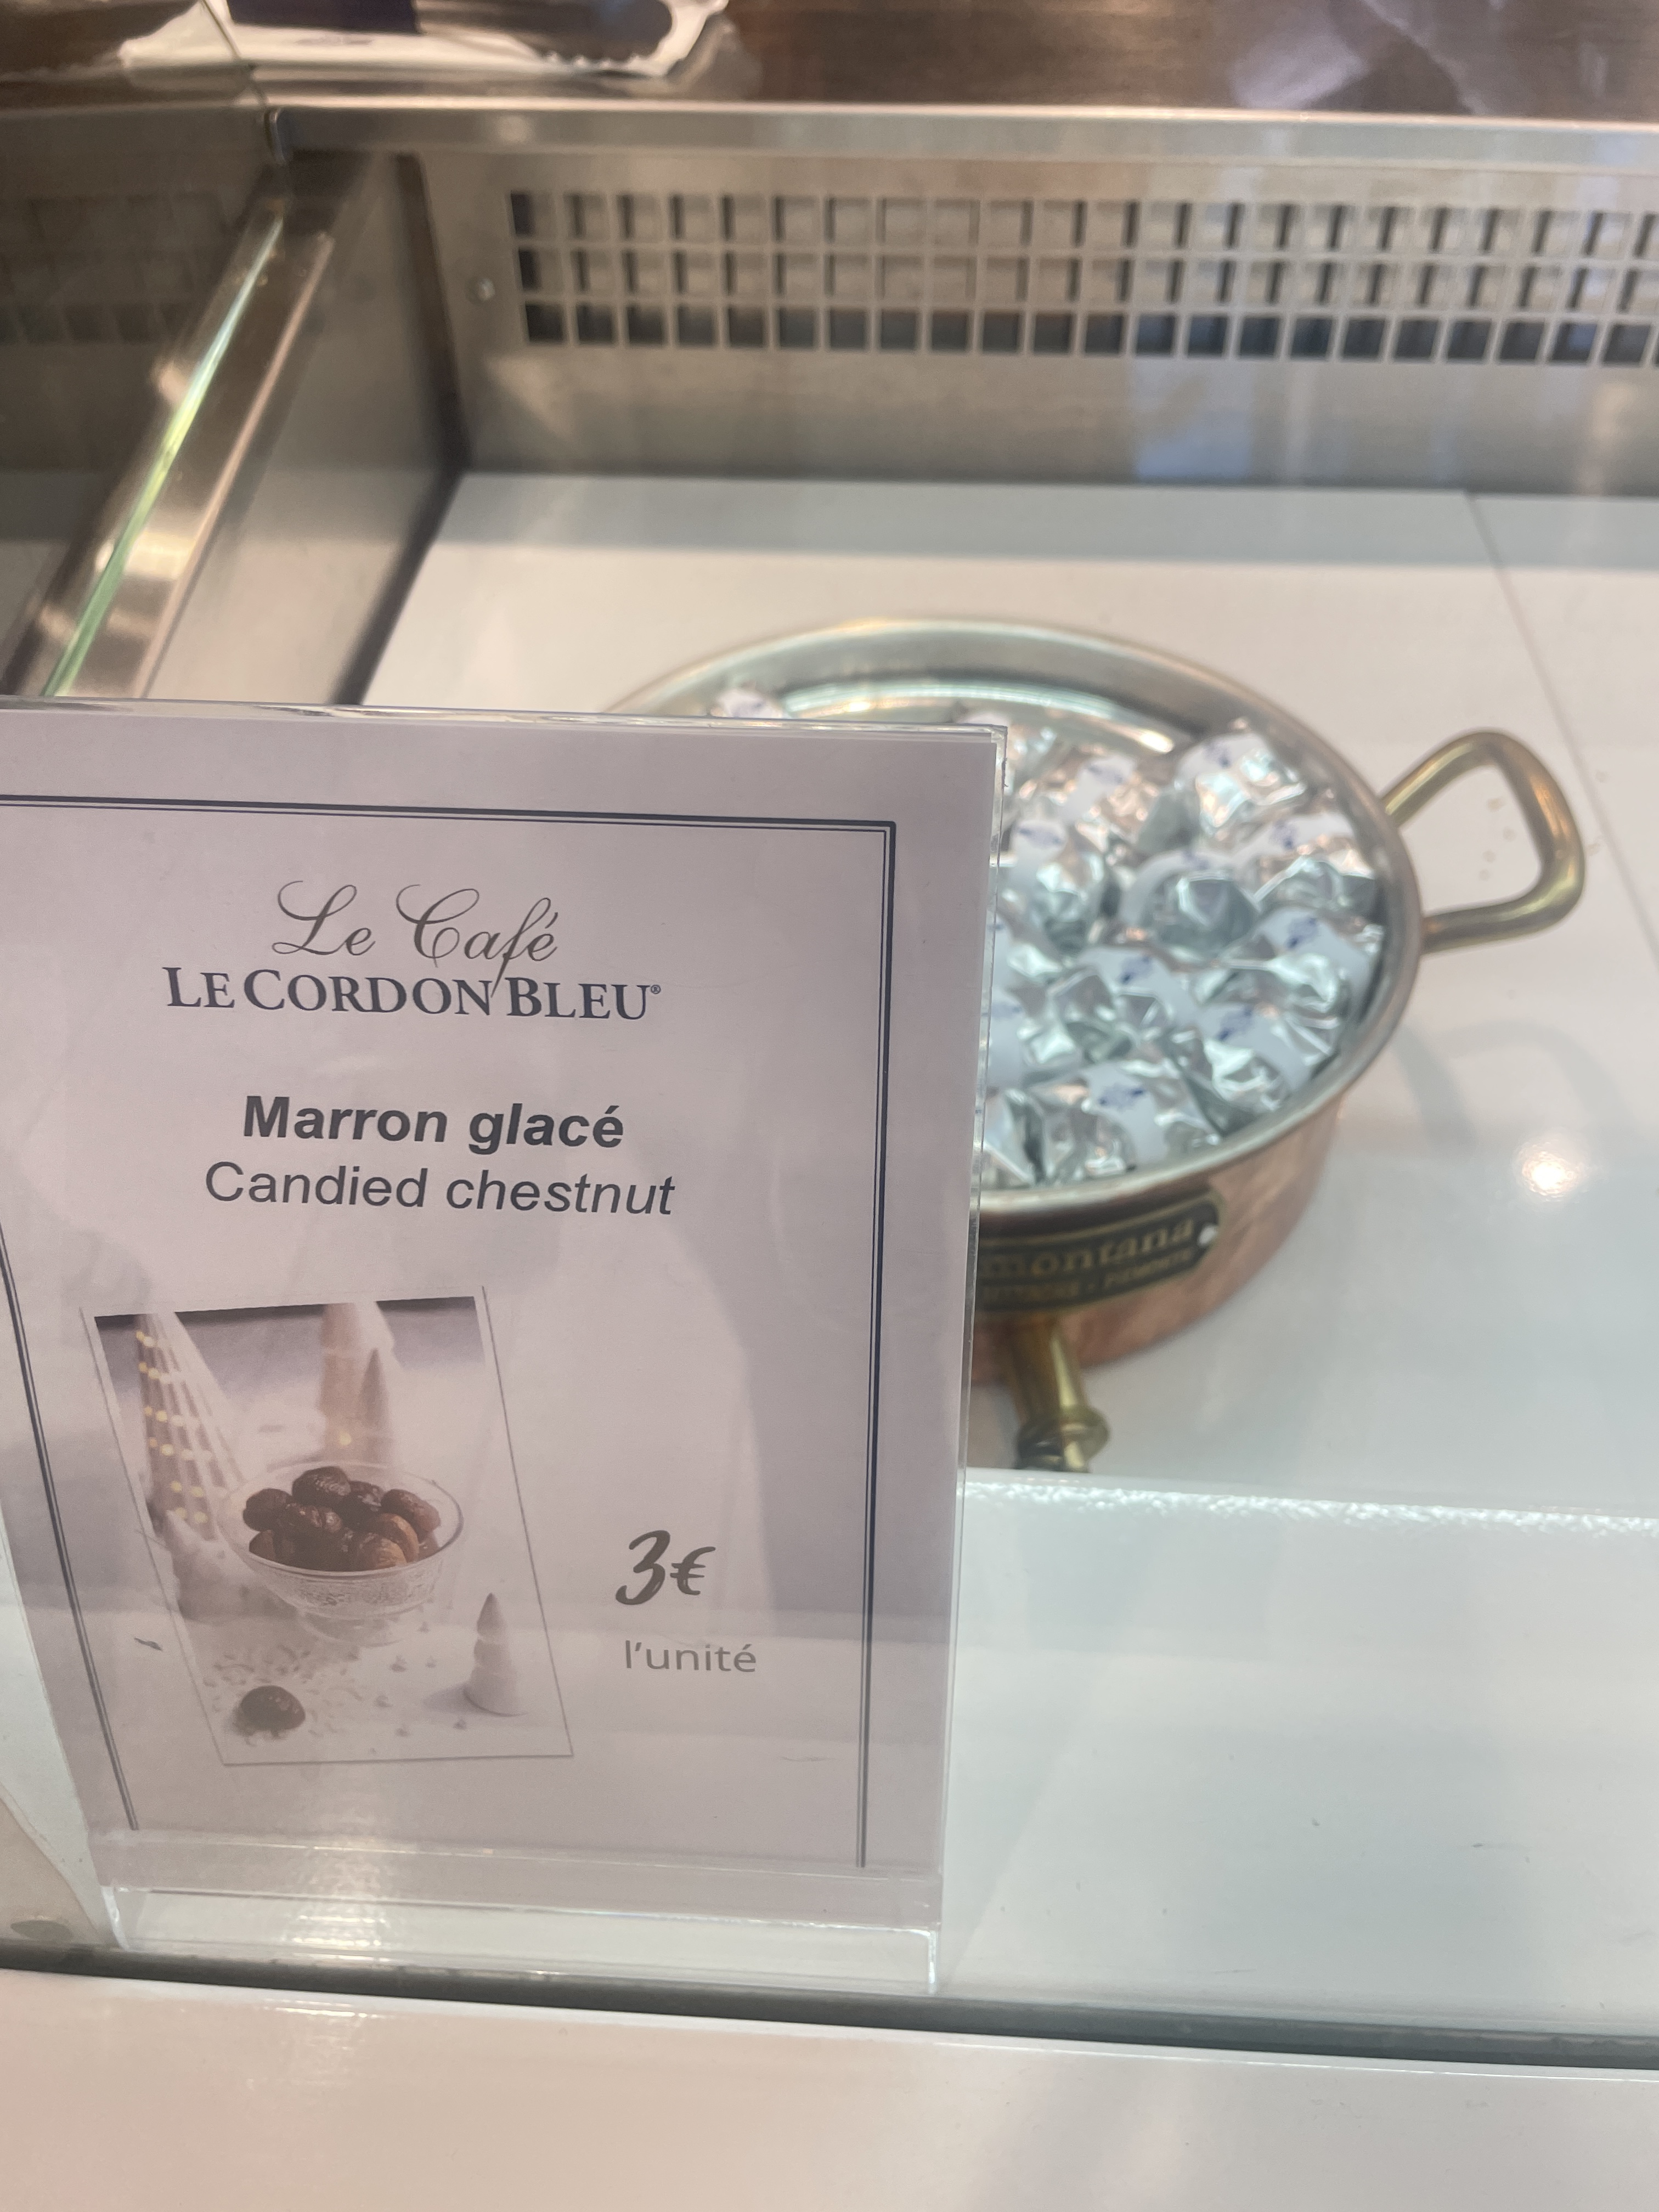 Le Café
LE CORDON BLEU®
Marron glacé
Candied chestnut
3€
l'unité
montana